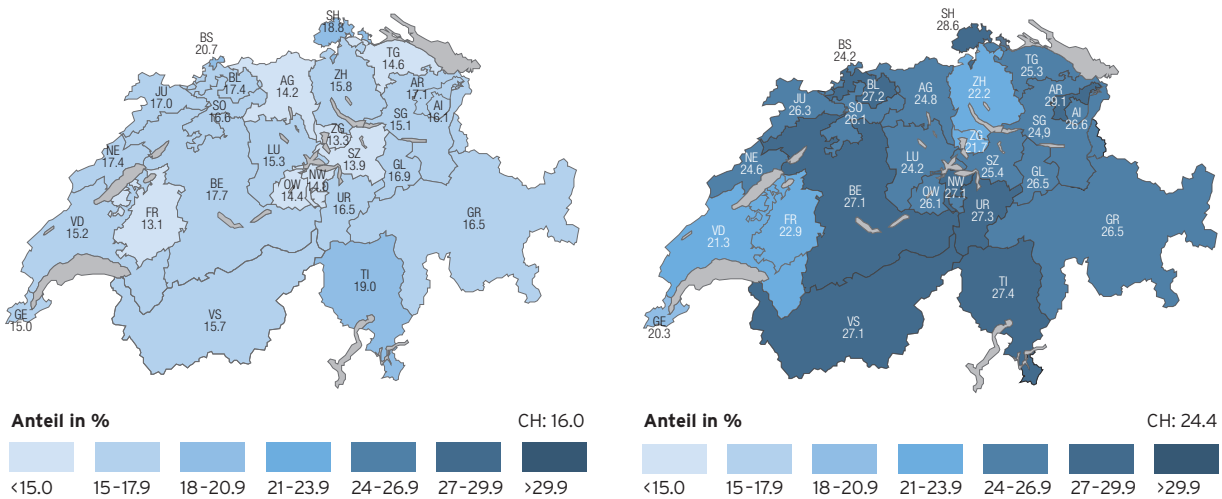 SH
18.8
BS
20.7
TG
14.6
BL
17.4
AG
14.2
ZH
15.8
AR
17.1
JU
17.0
SO
16.6
SG
15.1
AI
16.1
ZG
13.3
NE
17.4
LU
15.3
SZ
13.9
GL
16.9
NW
14.0
OW
14.4
BE
17.7
UR
16.5
FR
13.1
VD
15.2
GR
16.5
TI
19.0
GE
15.0
VS
15.7
Anteil in %
CH: 16.0
<15.0
15–17.9
18–20.9
21–23.9
24–26.9
27–29.9
>29.9
SH
28.6
BS
24.2
TG
25.3
BL
27.2
AG
24.8
ZH
22.2
AR
29.1
JU
26.3
SO
26.1
SG
24,9
AI
26.6
ZG
21.7
NE
24.6
LU
24.2
SZ
25.4
GL
26.5
NW
27.1
OW
26.1
BE
27.1
UR
27.3
FR
22.9
VD
21.3
GR
26.5
TI
27.4
GE
20.3
VS
27.1
Anteil in %
CH: 24.4
<15.0
15–17.9
18–20.9
21–23.9
24–26.9
27–29.9
>29.9